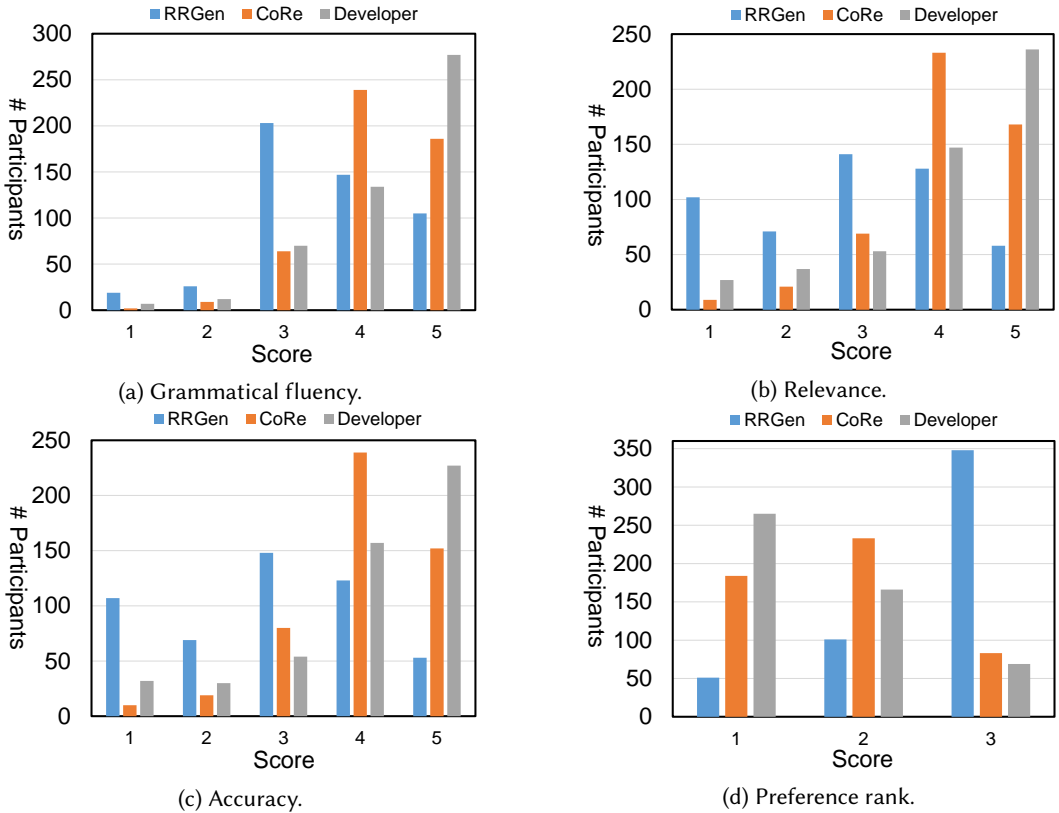 RRGen CoRe Developer
300
250
200
150
100
50
0
# Participants
1 2 3 4 5
Score
(a) Grammatical fluency.
RRGen CoRe Developer
250
200
150
100
50
0
# Participants
1 2 3 4 5
Score
(b) Relevance.
RRGen CoRe Developer
250
200
150
100
50
0
# Participants
1 2 3 4 5
Score
(c) Accuracy.
RRGen CoRe Developer
350
300
250
200
150
100
50
0
# Participants
1 2 3
Score
(d) Preference rank.